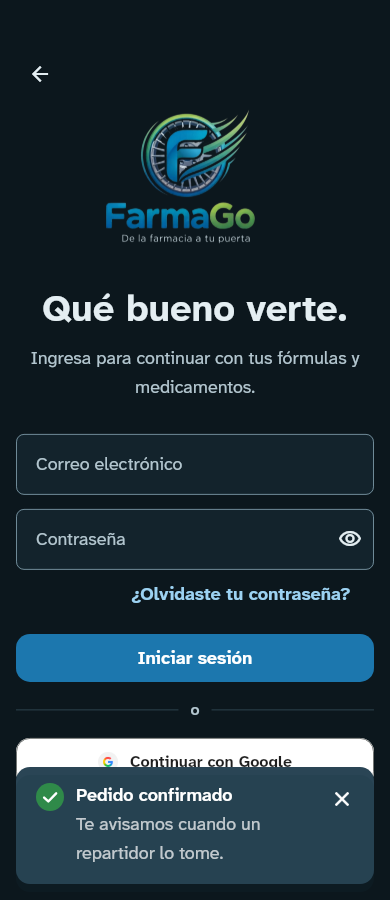 FarmaGo
De la farmacia a tu puerta
Qué bueno verte.
Ingresa para continuar con tus fórmulas y
medicamentos.
Correo electrónico
Contraseña
¿Olvidaste tu contraseña?
Iniciar sesión
o
Continuar con Google
Pedido confirmado
Te avisamos cuando un
repartidor lo tome.